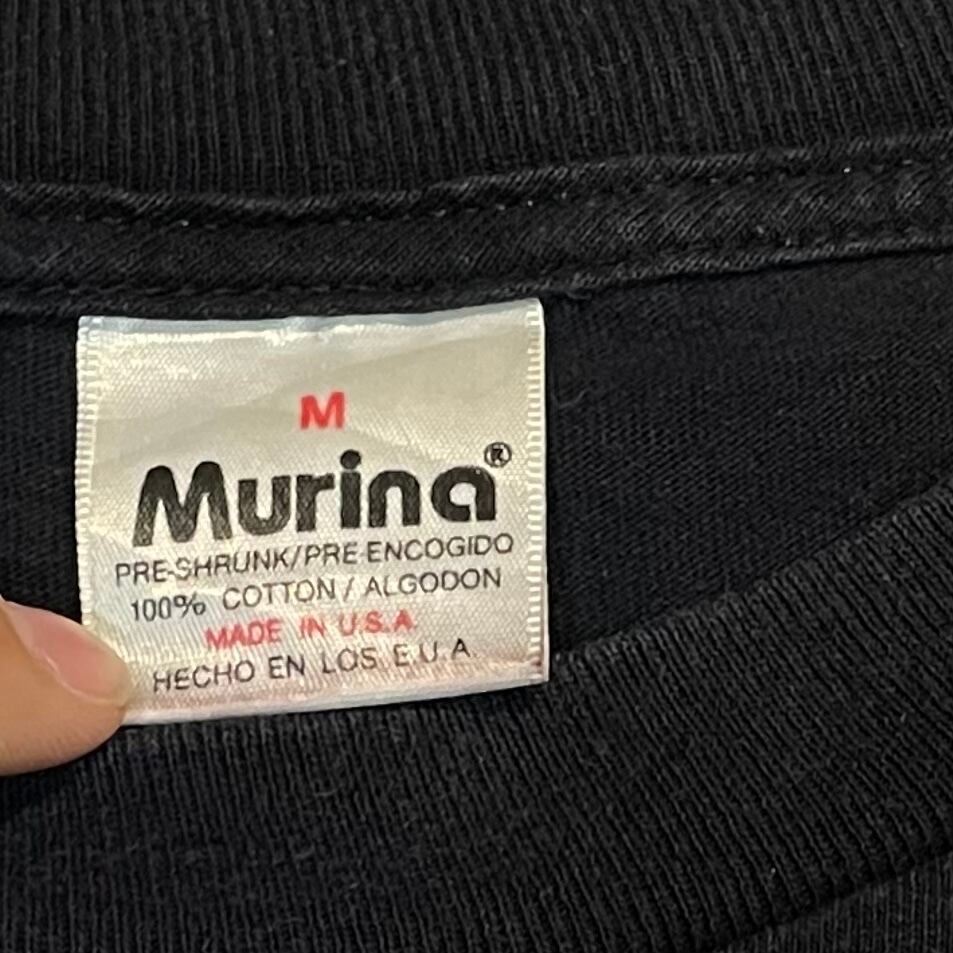 M
Murina®
PRE-SHRUNK/PRE-ENCOGIDO
100% COTTON / ALGODON
MADE IN U.S.A.
HECHO EN LOS E.U.A.